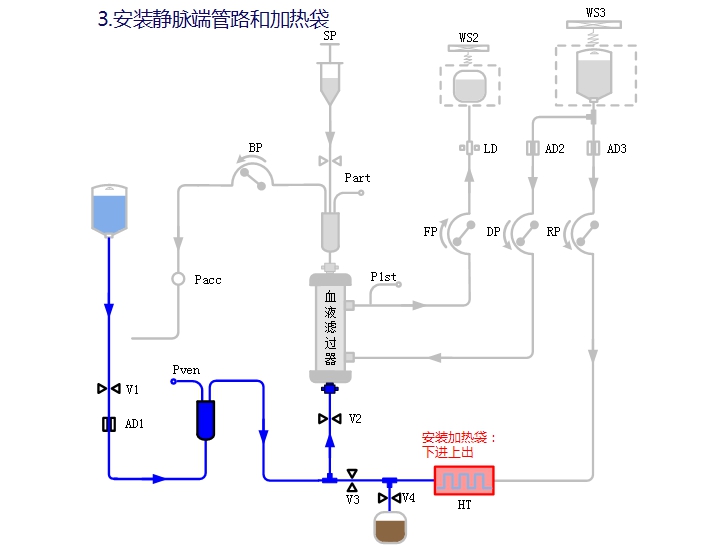 3.安装静脉端管路和加热袋
SP
WS2
WS3
BP
LD
AD2
AD3
Part
FP
DP
RP
Pacc
P1st
血
液
滤
过
器
Pven
V1
AD1
V2
安装加热袋：
下进上出
V3
V4
HT